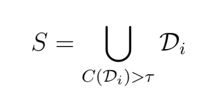 S = ⋃_{C(𝒟_i)>τ} 𝒟_i